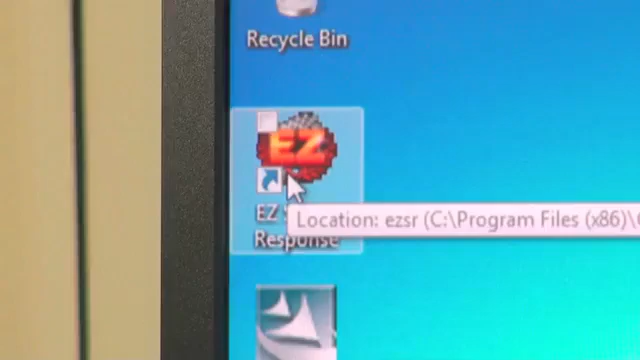 Recycle Bin
EZ
EZ
Location: ezsr (C:\Program Files (x86)\
Response